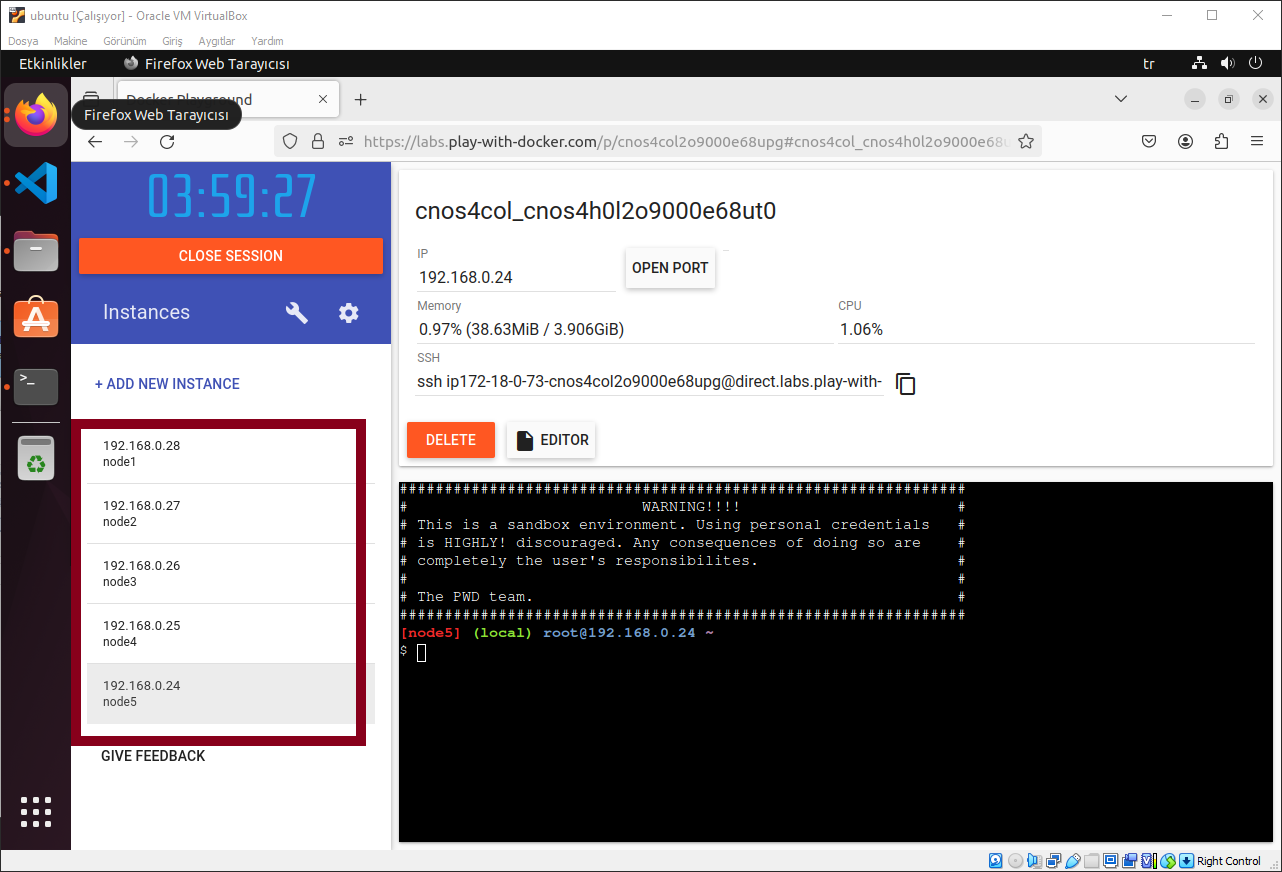 ubuntu [Çalışıyor] - Oracle VM VirtualBox
Dosya Makine Görünüm Giriş Aygıtlar Yardım
Etkinlikler Firefox Web Tarayıcısı tr
Docker Playground
Firefox Web Tarayıcısı
https://labs.play-with-docker.com/p/cnos4col2o9000e68upg#cnos4col_cnos4h0l2o9000e68u
03:59:27
CLOSE SESSION
Instances
+ ADD NEW INSTANCE
192.168.0.28
node1
192.168.0.27
node2
192.168.0.26
node3
192.168.0.25
node4
192.168.0.24
node5
GIVE FEEDBACK
cnos4col_cnos4h0l2o9000e68ut0
IP
192.168.0.24
OPEN PORT
Memory
0.97% (38.63MiB / 3.906GiB)
CPU
1.06%
SSH
ssh ip172-18-0-73-cnos4col2o9000e68upg@direct.labs.play-with-
DELETE
EDITOR
###############################################################
# WARNING!!!! #
# This is a sandbox environment. Using personal credentials #
# is HIGHLY! discouraged. Any consequences of doing so are #
# completely the user's responsibilites. #
# #
# The PWD team. #
###############################################################
[node5] (local) root@192.168.0.24 ~
$
Right Control